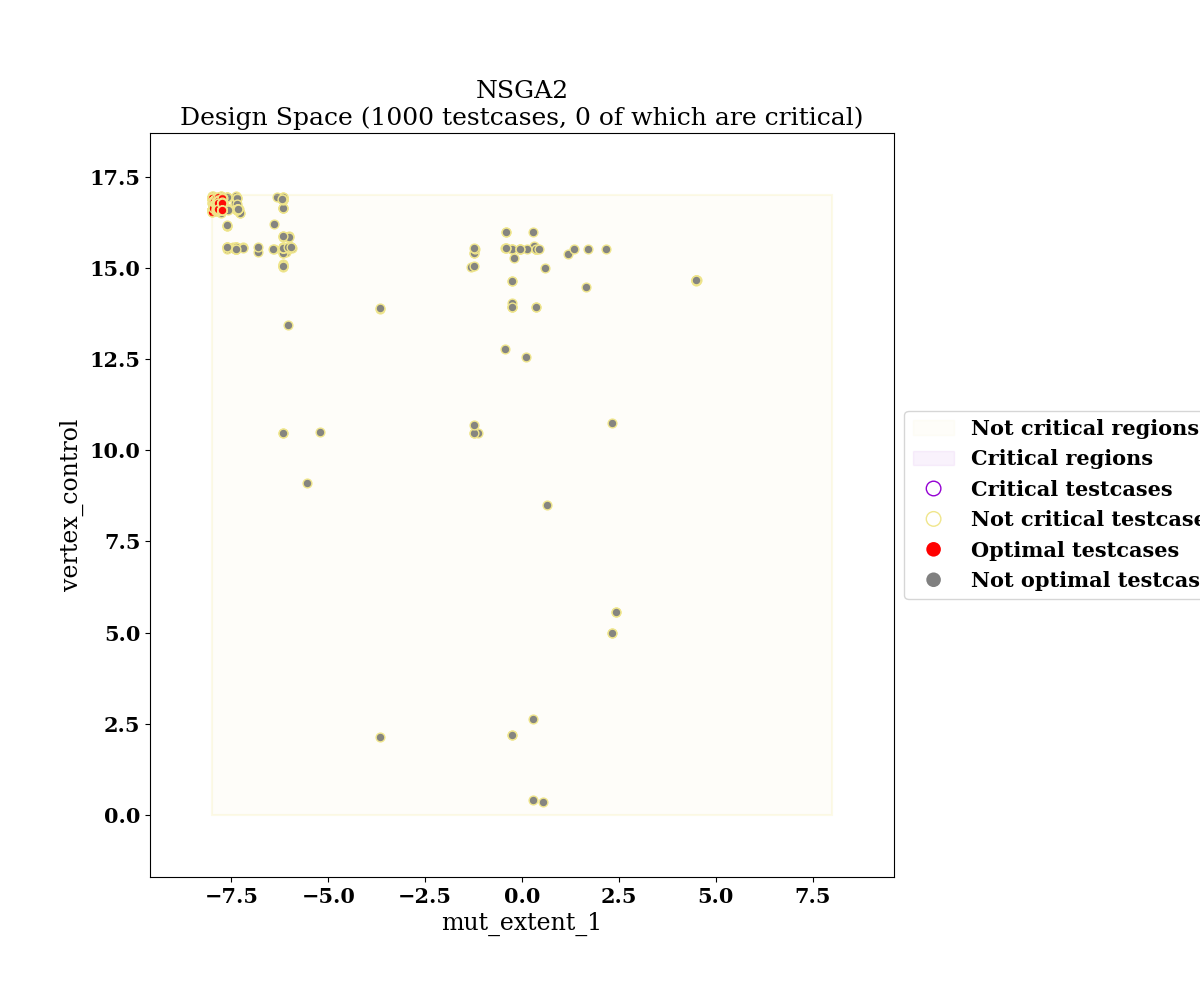 NSGA2
Design Space (1000 testcases, 0 of which are critical)
17.5
15.0
12.5
10.0
7.5
5.0
2.5
0.0
vertex_control
−7.5 −5.0 −2.5 0.0 2.5 5.0 7.5
mut_extent_1
Not critical regions
Critical regions
Critical testcases
Not critical testcase
Optimal testcases
Not optimal testcas